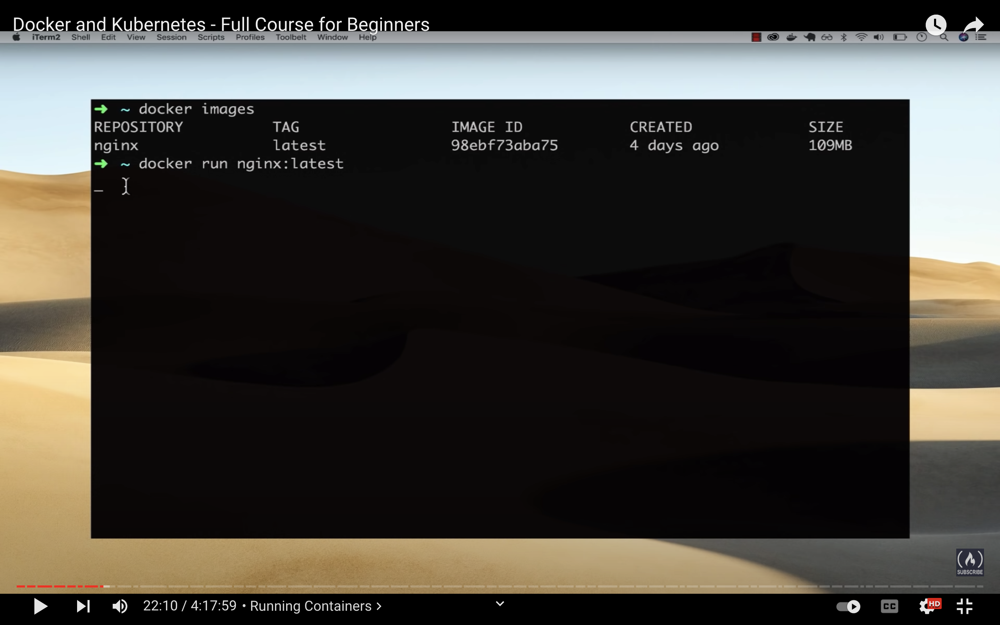 Docker and Kubernetes - Full Course for Beginners
iTerm2 Shell Edit View Session Scripts Profiles Toolbelt Window Help
➜ ~ docker images
REPOSITORY TAG IMAGE ID CREATED SIZE
nginx latest 98ebf73aba75 4 days ago 109MB
➜ ~ docker run nginx:latest
_
SUBSCRIBE
22:10 / 4:17:59 • Running Containers >
CC
HD